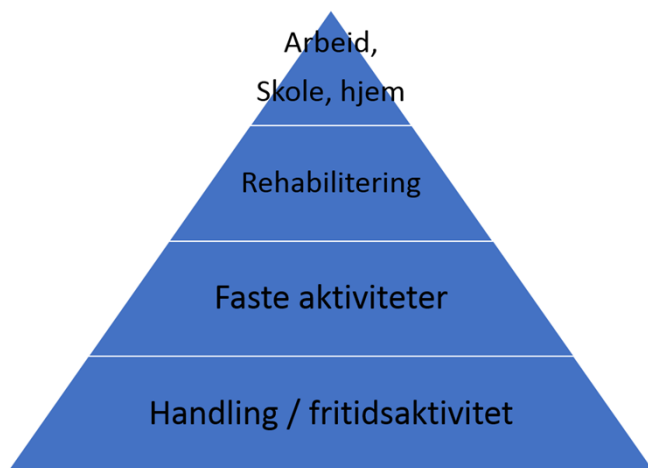 Arbeid,
Skole, hjem
Rehabilitering
Faste aktiviteter
Handling / fritidsaktivitet